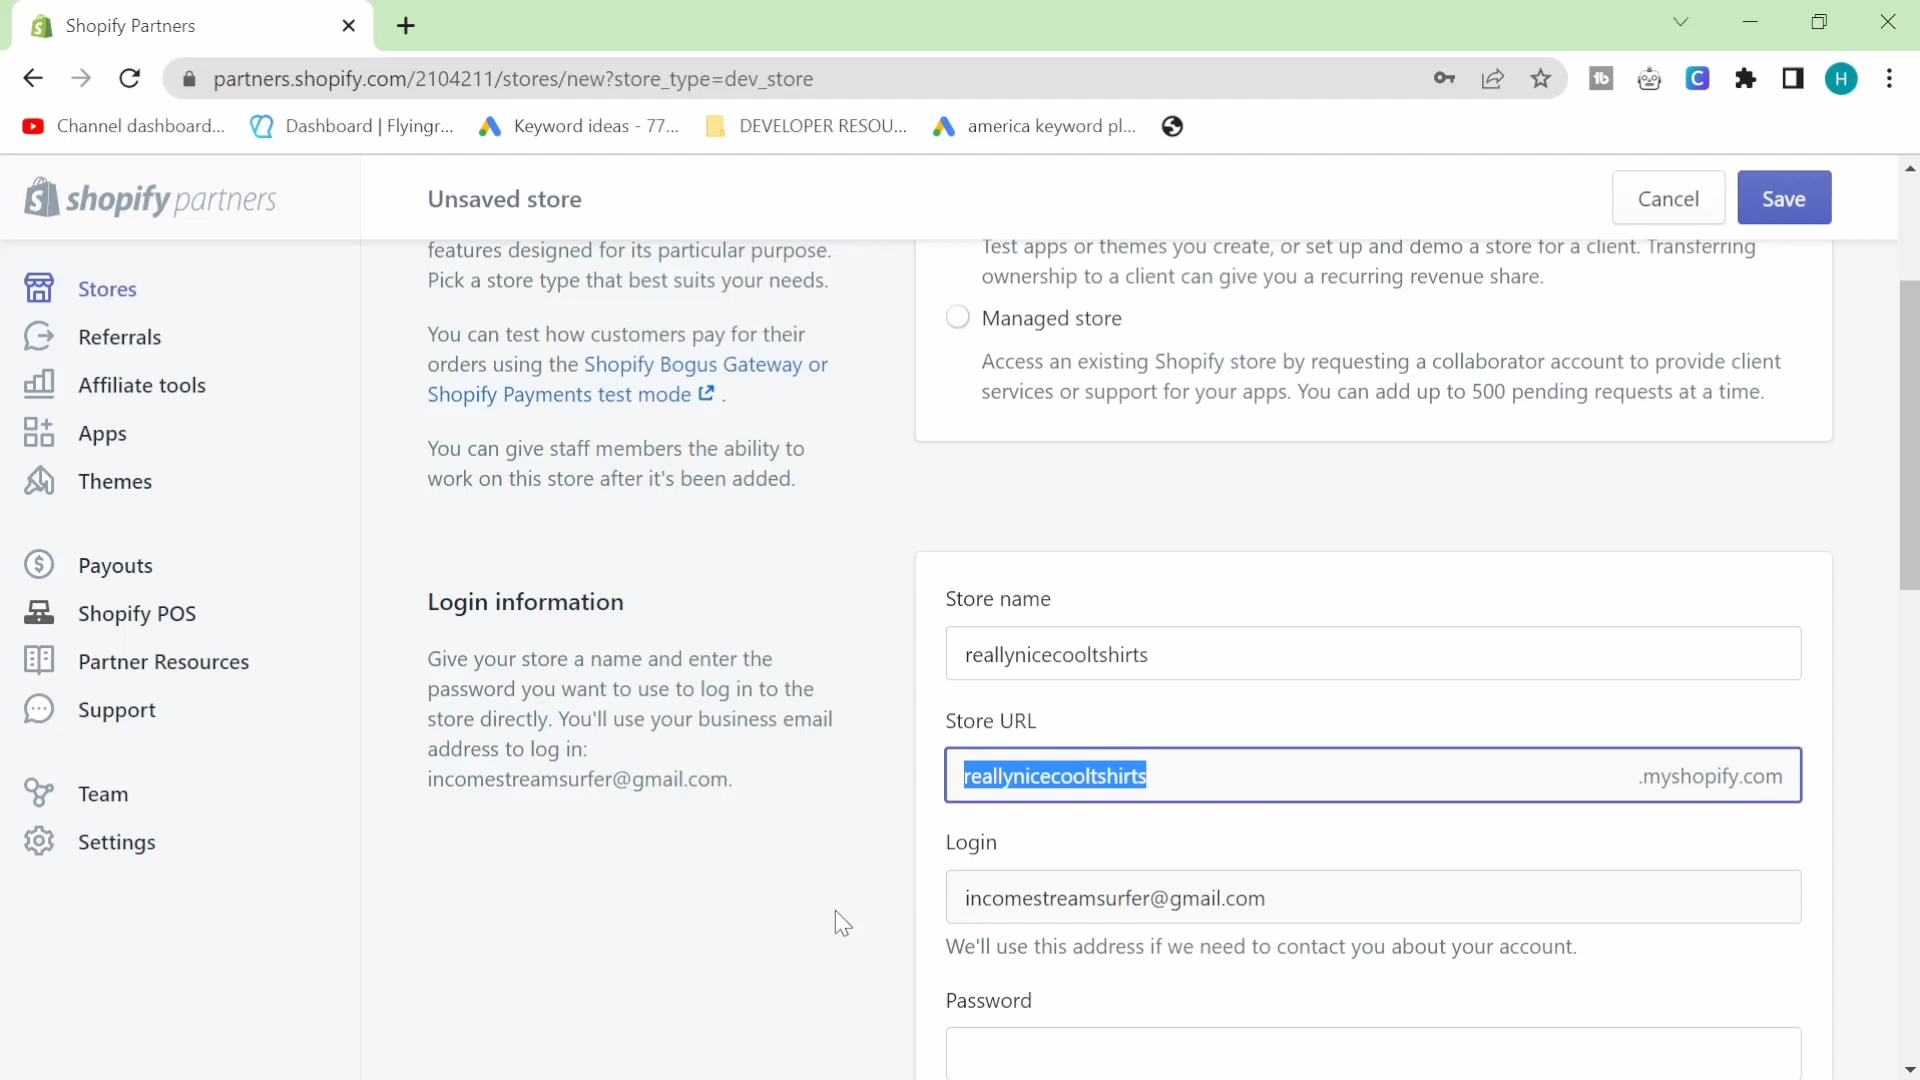 Shopify Partners
partners.shopify.com/2104211/stores/new?store_type=dev_store
Channel dashboard... Dashboard | Flyingr... Keyword ideas - 77... DEVELOPER RESOU... america keyword pl...
shopify partners
Unsaved store
Cancel
Save
Stores
Referrals
Affiliate tools
Apps
Themes
Payouts
Shopify POS
Partner Resources
Support
Team
Settings
features designed for its particular purpose.
Pick a store type that best suits your needs.
You can test how customers pay for their
orders using the Shopify Bogus Gateway or
Shopify Payments test mode .
You can give staff members the ability to
work on this store after it's been added.
Test apps or themes you create, or set up and demo a store for a client. Transferring
ownership to a client can give you a recurring revenue share.
Managed store
Access an existing Shopify store by requesting a collaborator account to provide client
services or support for your apps. You can add up to 500 pending requests at a time.
Login information
Give your store a name and enter the
password you want to use to log in to the
store directly. You'll use your business email
address to log in:
incomestreamsurfer@gmail.com.
Store name
reallynicecooltshirts
Store URL
reallynicecooltshirts .myshopify.com
Login
incomestreamsurfer@gmail.com
We'll use this address if we need to contact you about your account.
Password